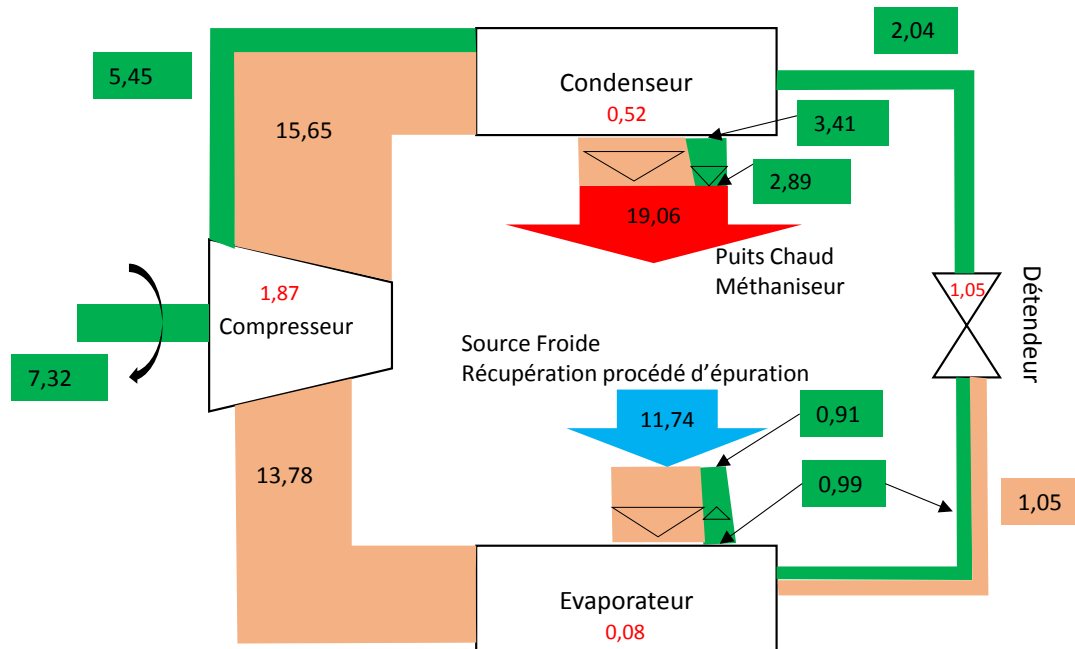 2,04
5,45
Condenseur
0,52
3,41
15,65
2,89
19,06
Puits Chaud
Méthaniseur
1,87
Compresseur
1,05
Détendeur
7,32
Source Froide
Récupération procédé d'épuration
11,74
0,91
13,78
0,99
1,05
Evaporateur
0,08